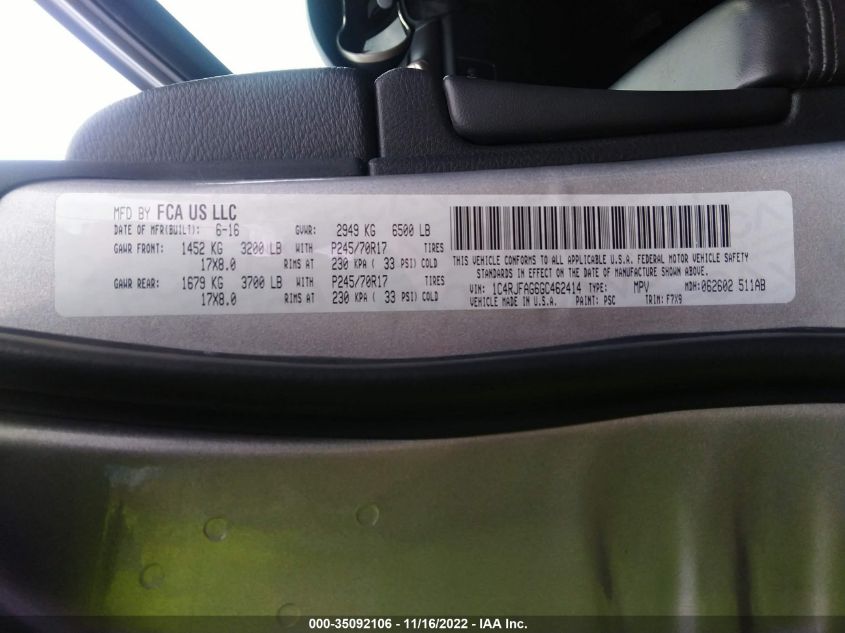 MFD BY FCA US LLC
DATE OF MFR(BUILT): 6-16 GVWR: 2949 KG 6500 LB
GAWR FRONT: 1452 KG 3200 LB WITH P245/70R17 TIRES
17X8.0 RIMS AT 230 KPA ( 33 PSI) COLD
GAWR REAR: 1679 KG 3700 LB WITH P245/70R17 TIRES
17X8.0 RIMS AT 230 KPA ( 33 PSI) COLD
THIS VEHICLE CONFORMS TO ALL APPLICABLE U.S.A. FEDERAL MOTOR VEHICLE SAFETY
STANDARDS IN EFFECT ON THE DATE OF MANUFACTURE SHOWN ABOVE.
VIN: 1C4RJFAG6GC462414 TYPE: MPV MDH: 062602 511AB
VEHICLE MADE IN U.S.A. PAINT: PSC TRIM: F7X9
000-35092106 - 11/16/2022 - IAA Inc.